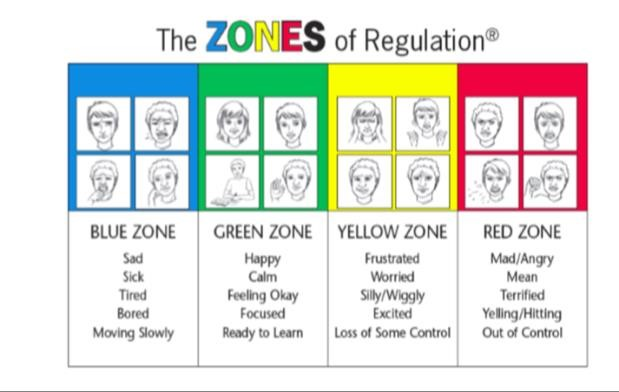 The ZONES of Regulation®
BLUE ZONE
Sad
Sick
Tired
Bored
Moving Slowly
GREEN ZONE
Happy
Calm
Feeling Okay
Focused
Ready to Learn
YELLOW ZONE
Frustrated
Worried
Silly/Wiggly
Excited
Loss of Some Control
RED ZONE
Mad/Angry
Mean
Terrified
Yelling/Hitting
Out of Control